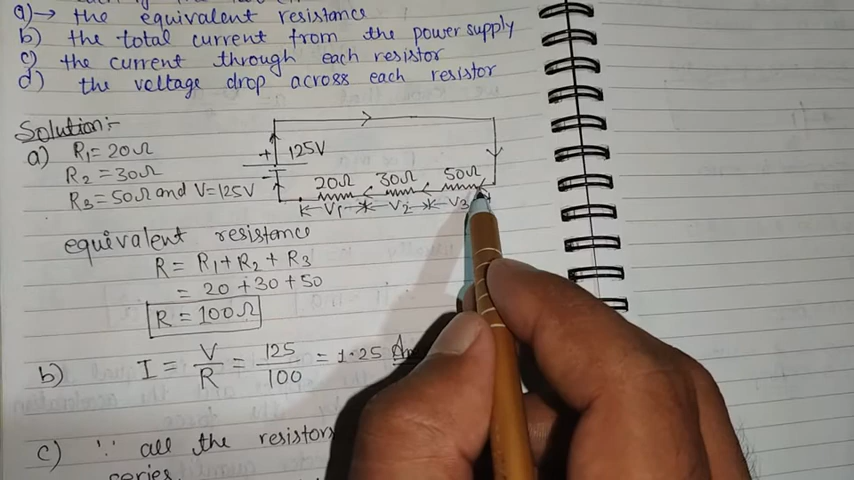 a)→ the equivalent resistance
b) the total current from the power supply
c) the current through each resistor
d) the voltage drop across each resistor
Solution:-
a) R₁=20Ω
R₂=30Ω
R₃=50Ω and V=125V
+ 125V
20Ω 30Ω 50Ω
V₁ V₂ V₃
equivalent resistance
R = R₁+R₂+R₃
= 20+30+50
R = 100Ω
b) I = V/R = 125/100 = 1.25
c) ∵ all the resistors
series